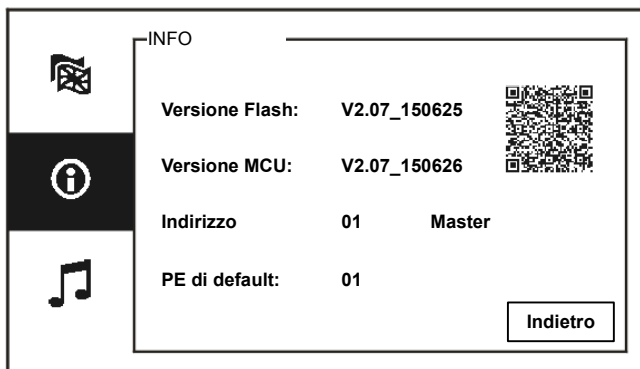 INFO
Versione Flash: V2.07_150625
Versione MCU: V2.07_150626
Indirizzo 01 Master
PE di default: 01
Indietro